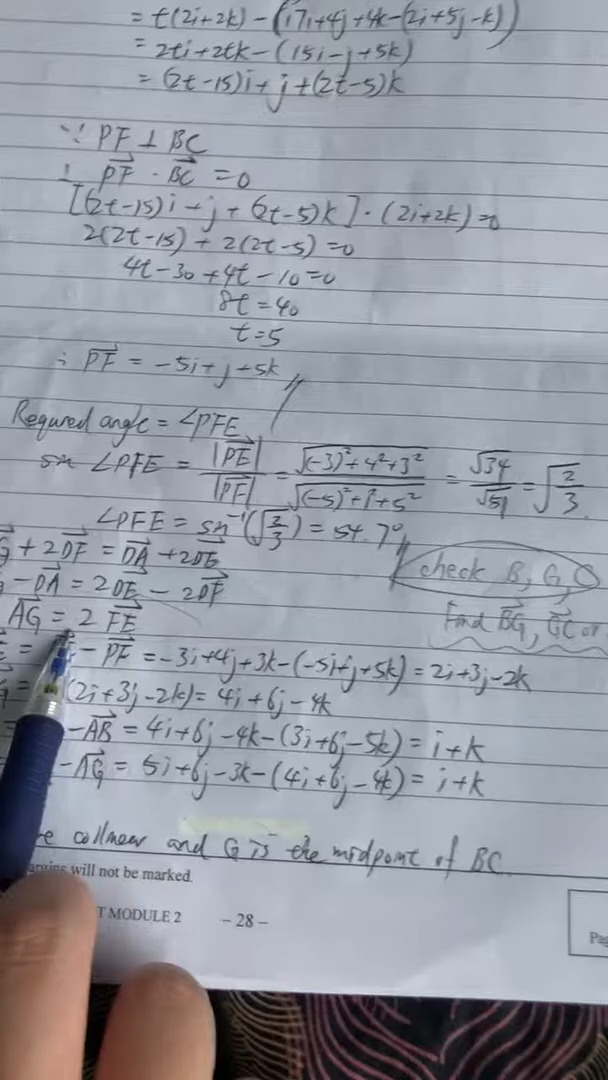 = t(2i+2k) - (17i+4j+4k-(2i+5j-k))
= 2ti+2tk - (15i-j+5k)
= (2t-15)i+j+(2t-5)k
∵ PF ⊥ BC
∴ PF · BC = 0
[(2t-15)i+j+(2t-5)k]·(2i+2k)=0
2(2t-15)+2(2t-5)=0
4t-30+4t-10=0
8t=40
t=5
∴ PF = -5i+j+5k
Required angle = ∠PFE
sin ∠PFE = |PE| / |PF| = √((-3)²+4²+3²) / √((-5)²+1²+5²) = √34 / √51 = √(2/3).
∠PFE = sin⁻¹(√(2/3)) = 54.7°
G + 2DF = DA + 2DE
- DA = 2DE - 2DF
check B, G, C
AG = 2 FE
Find BG, GC or
= - PF = -3i+4j+3k-(-5i+j+5k) = 2i+3j-2k
(2i+3j-2k) = 4i+6j-4k
= -AB = 4i+6j-4k-(3i+6j-5k) = i+k
- AG = 5i+6j-3k-(4i+6j-4k) = i+k
re collinear and G is the midpoint of BC.
margins will not be marked.
T MODULE 2 – 28 –
Pag